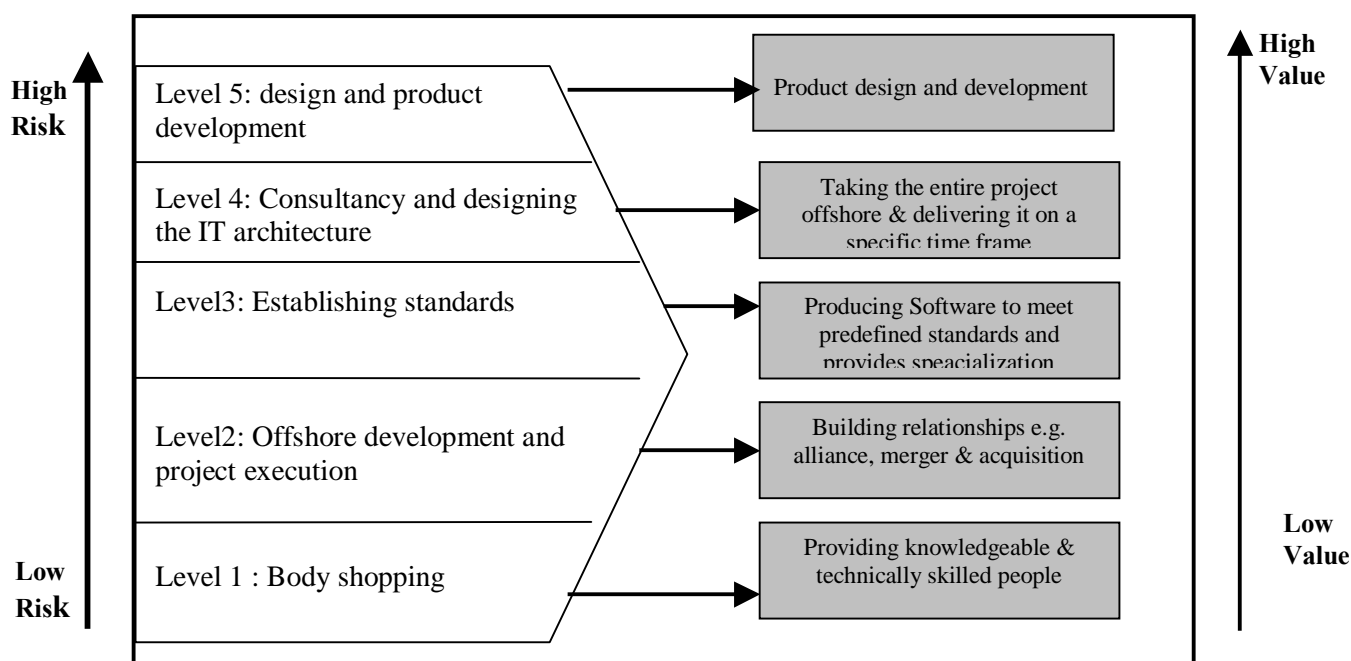 High
Risk
Level 5: design and product
development
Product design and development
High
Value
Level 4: Consultancy and designing
the IT architecture
Taking the entire project
offshore & delivering it on a
specific time frame
Level3: Establishing standards
Producing Software to meet
predefined standards and
provides speacialization
Level2: Offshore development and
project execution
Building relationships e.g.
alliance, merger & acquisition
Low
Risk
Level 1 : Body shopping
Providing knowledgeable &
technically skilled people
Low
Value